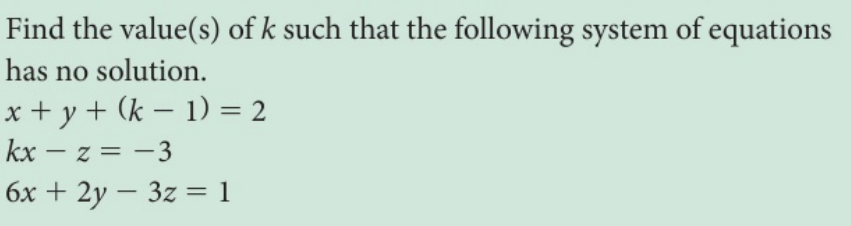 Find the value(s) of k such that the following system of equations
has no solution.
x + y + (k − 1) = 2
kx − z = −3
6x + 2y − 3z = 1